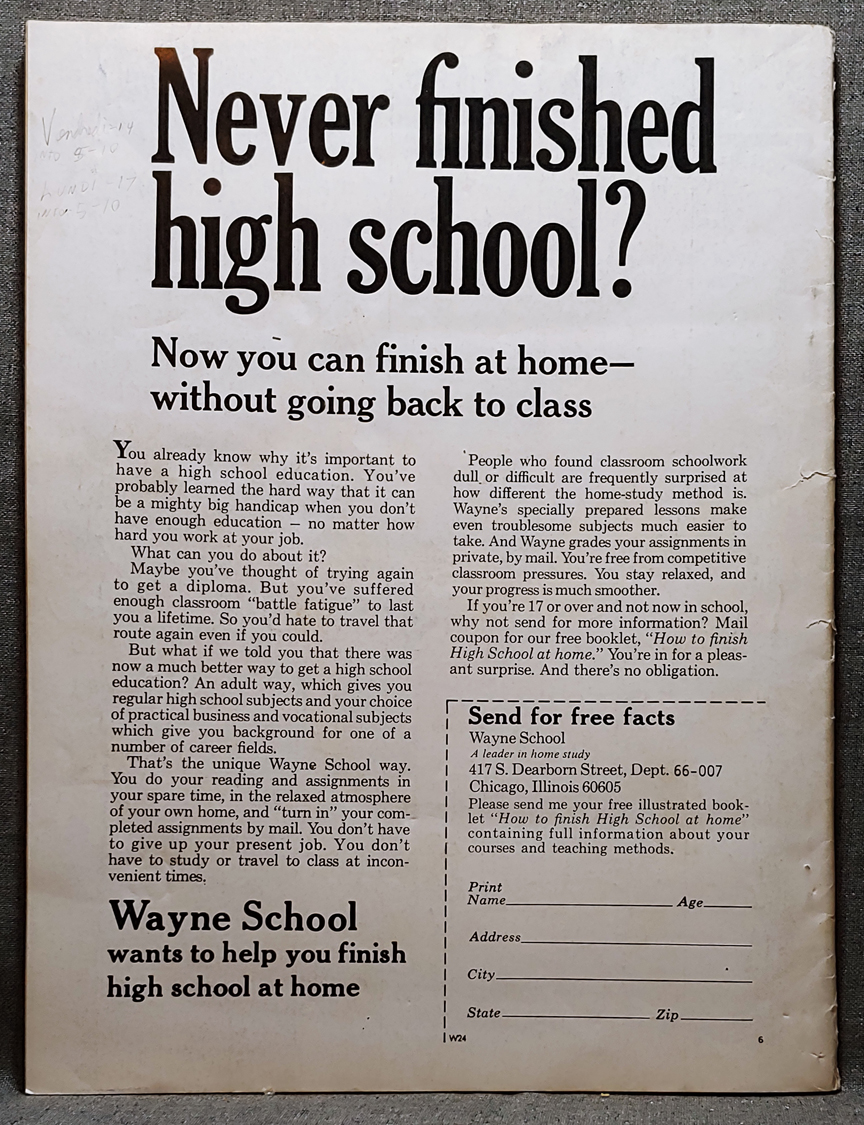 Never finished
high school?
Now you can finish at home—
without going back to class
You already know why it's important to
have a high school education. You've
probably learned the hard way that it can
be a mighty big handicap when you don't
have enough education — no matter how
hard you work at your job.
What can you do about it?
Maybe you've thought of trying again
to get a diploma. But you've suffered
enough classroom “battle fatigue” to last
you a lifetime. So you'd hate to travel that
route again even if you could.
But what if we told you that there was
now a much better way to get a high school
education? An adult way, which gives you
regular high school subjects and your choice
of practical business and vocational subjects
which give you background for one of a
number of career fields.
That's the unique Wayne School way.
You do your reading and assignments in
your spare time, in the relaxed atmosphere
of your own home, and “turn in” your com-
pleted assignments by mail. You don't have
to give up your present job. You don't
have to study or travel to class at incon-
venient times.
Wayne School
wants to help you finish
high school at home
People who found classroom schoolwork
dull or difficult are frequently surprised at
how different the home-study method is.
Wayne's specially prepared lessons make
even troublesome subjects much easier to
take. And Wayne grades your assignments in
private, by mail. You're free from competitive
classroom pressures. You stay relaxed, and
your progress is much smoother.
If you're 17 or over and not now in school,
why not send for more information? Mail
coupon for our free booklet, “How to finish
High School at home.” You're in for a pleas-
ant surprise. And there's no obligation.
Send for free facts
Wayne School
A leader in home study
417 S. Dearborn Street, Dept. 66-007
Chicago, Illinois 60605
Please send me your free illustrated book-
let “How to finish High School at home”
containing full information about your
courses and teaching methods.
Print
Name Age
Address
City
State Zip
W24 6